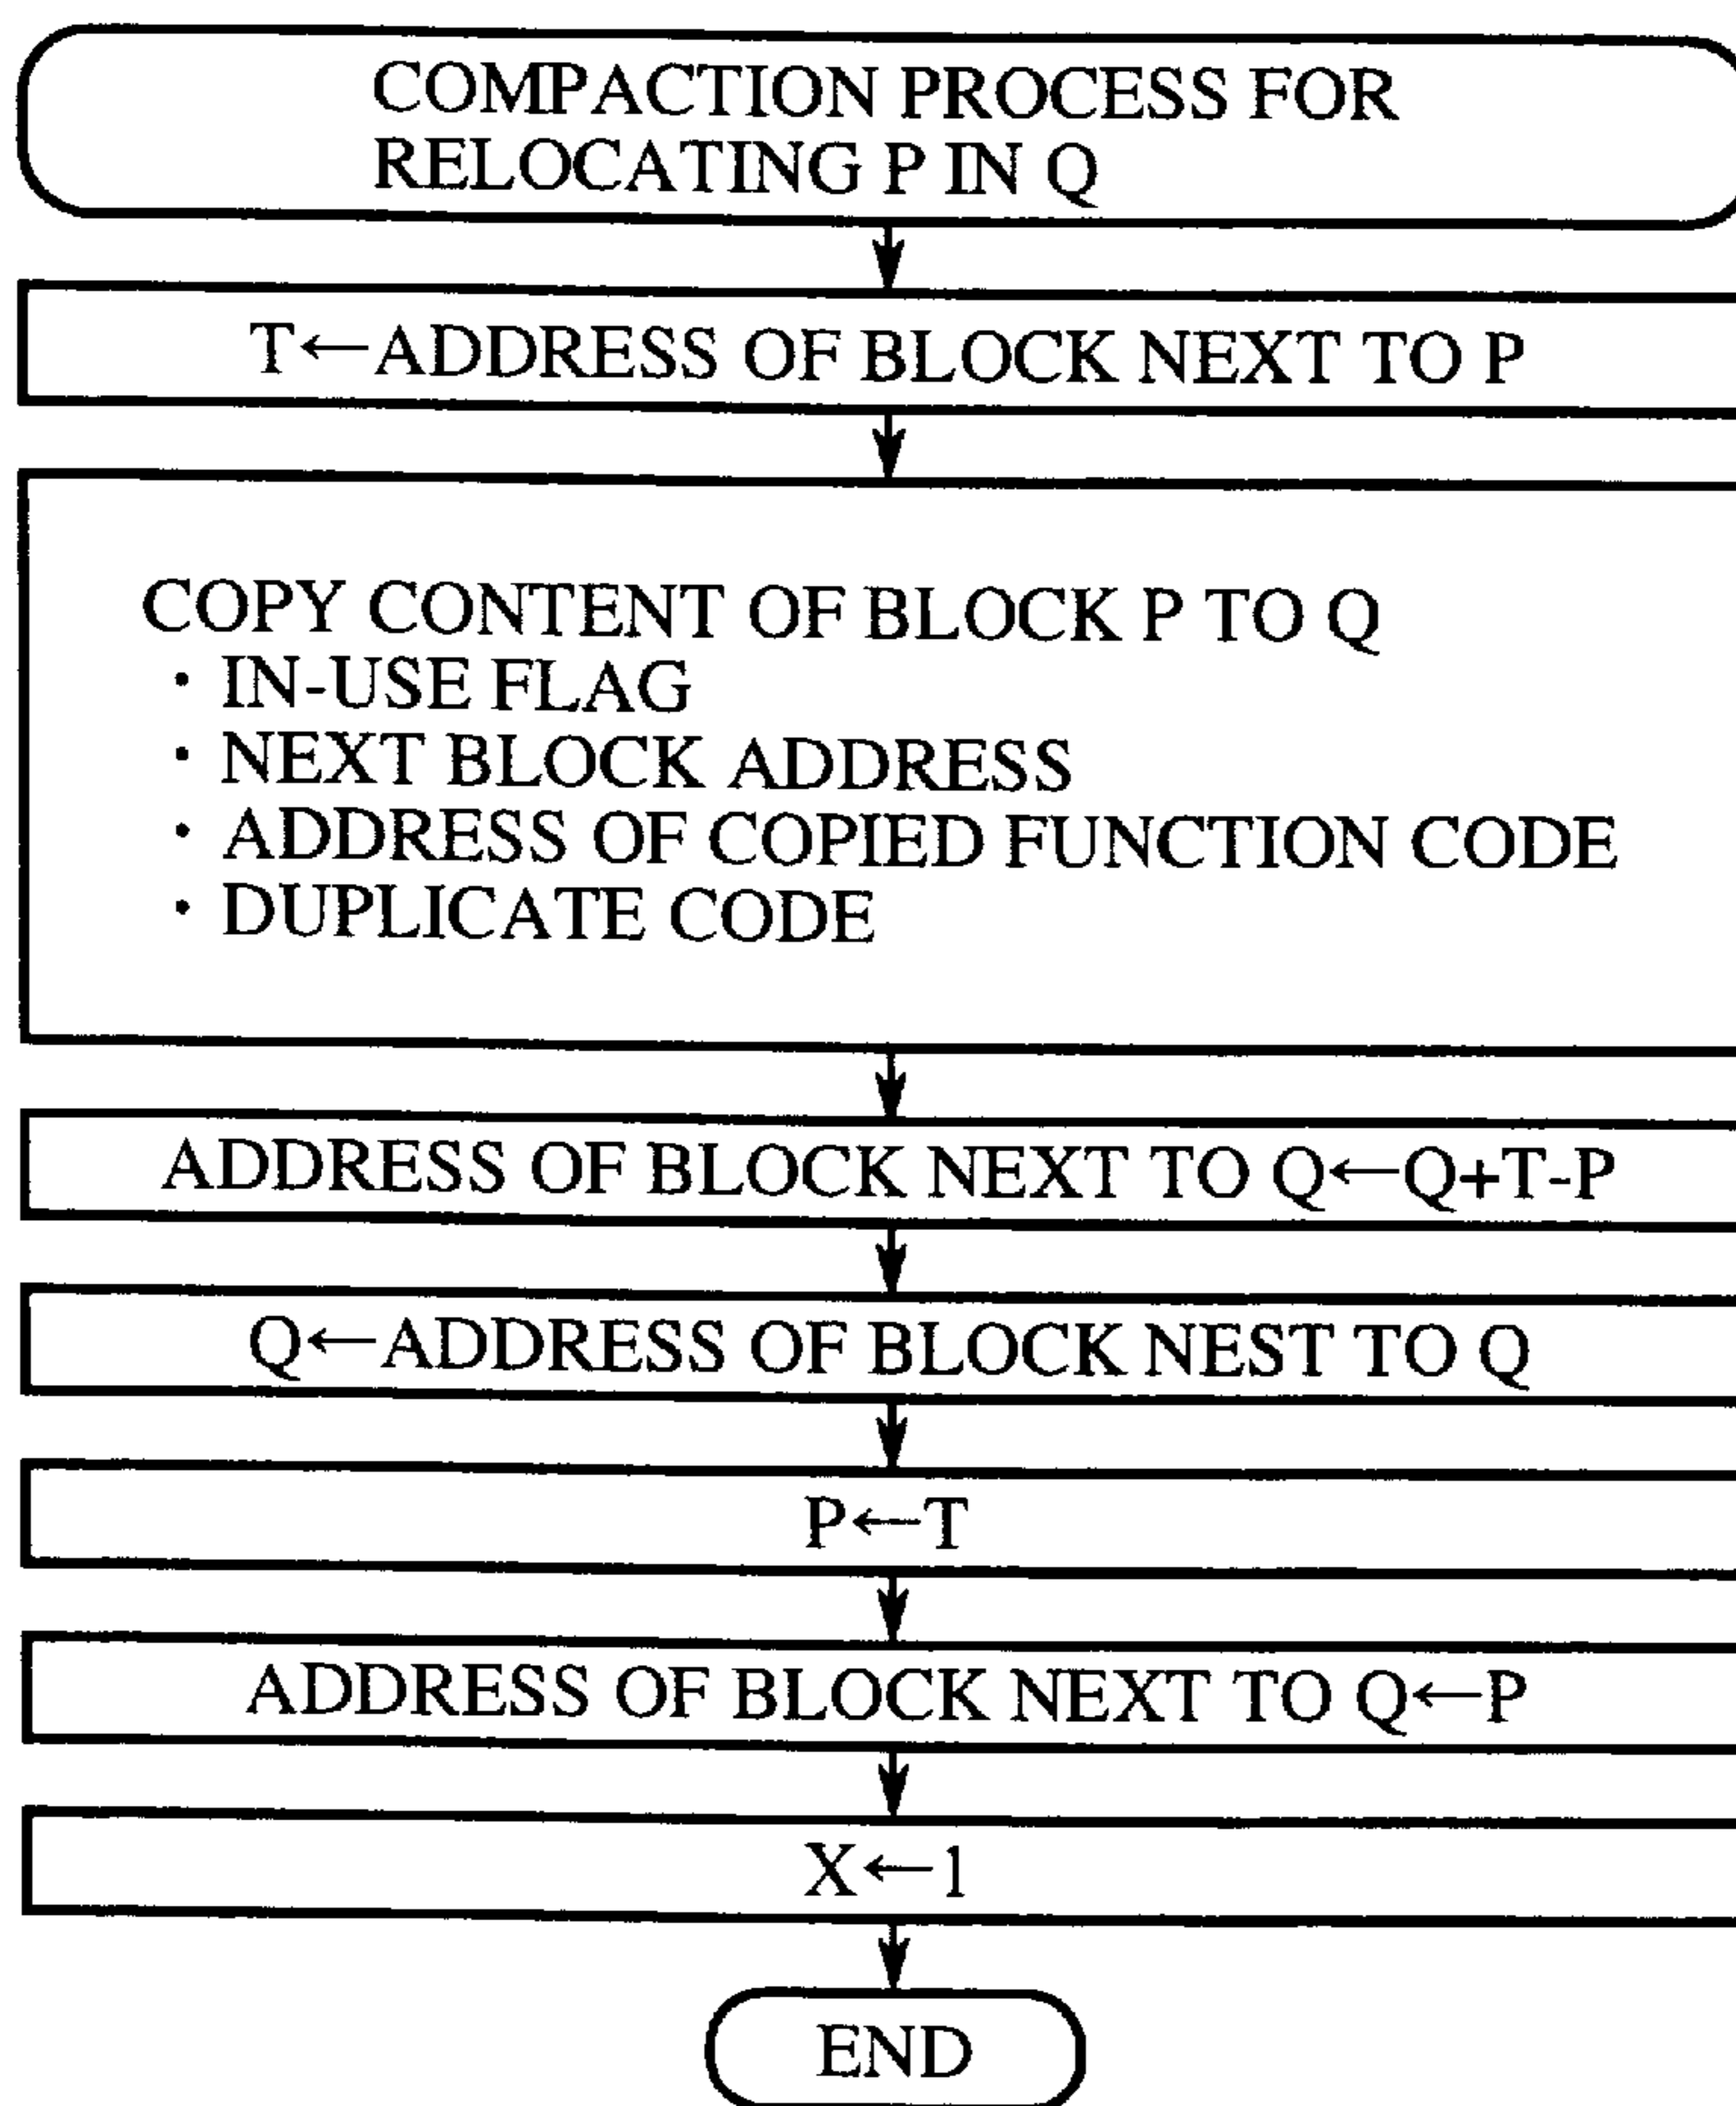 COMPACTION PROCESS FOR
RELOCATING P IN Q
T←ADDRESS OF BLOCK NEXT TO P
COPY CONTENT OF BLOCK P TO Q
· IN-USE FLAG
· NEXT BLOCK ADDRESS
· ADDRESS OF COPIED FUNCTION CODE
· DUPLICATE CODE
ADDRESS OF BLOCK NEXT TO Q←Q+T-P
Q←ADDRESS OF BLOCK NEST TO Q
P←T
ADDRESS OF BLOCK NEXT TO Q←P
X←1
END